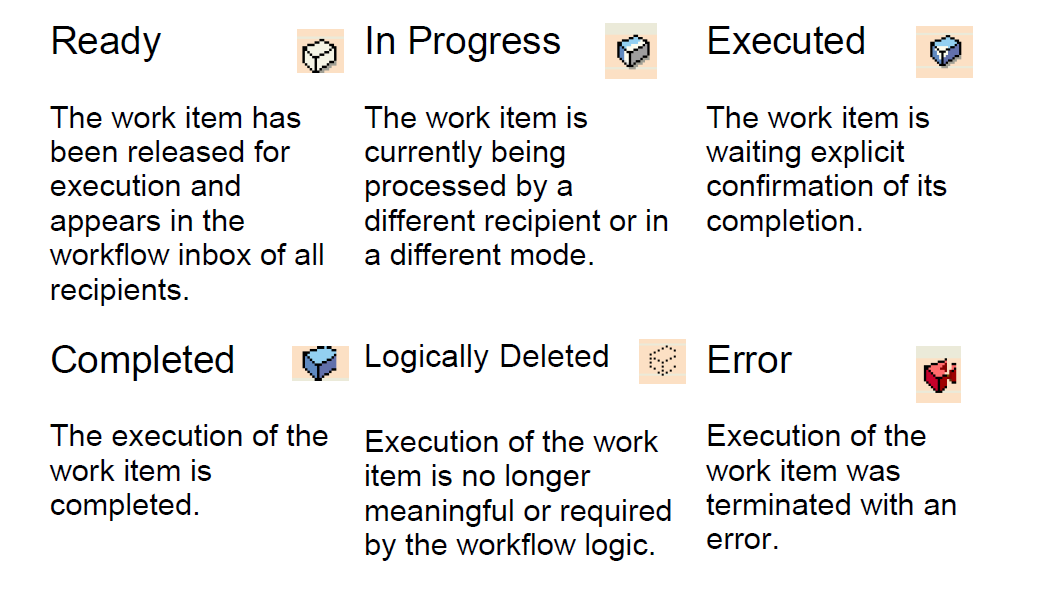 Ready
The work item has
been released for
execution and
appears in the
workflow inbox of all
recipients.
In Progress
The work item is
currently being
processed by a
different recipient or in
a different mode.
Executed
The work item is
waiting explicit
confirmation of its
completion.
Completed
The execution of the
work item is
completed.
Logically Deleted
Execution of the work
item is no longer
meaningful or required
by the workflow logic.
Error
Execution of the
work item was
terminated with an
error.